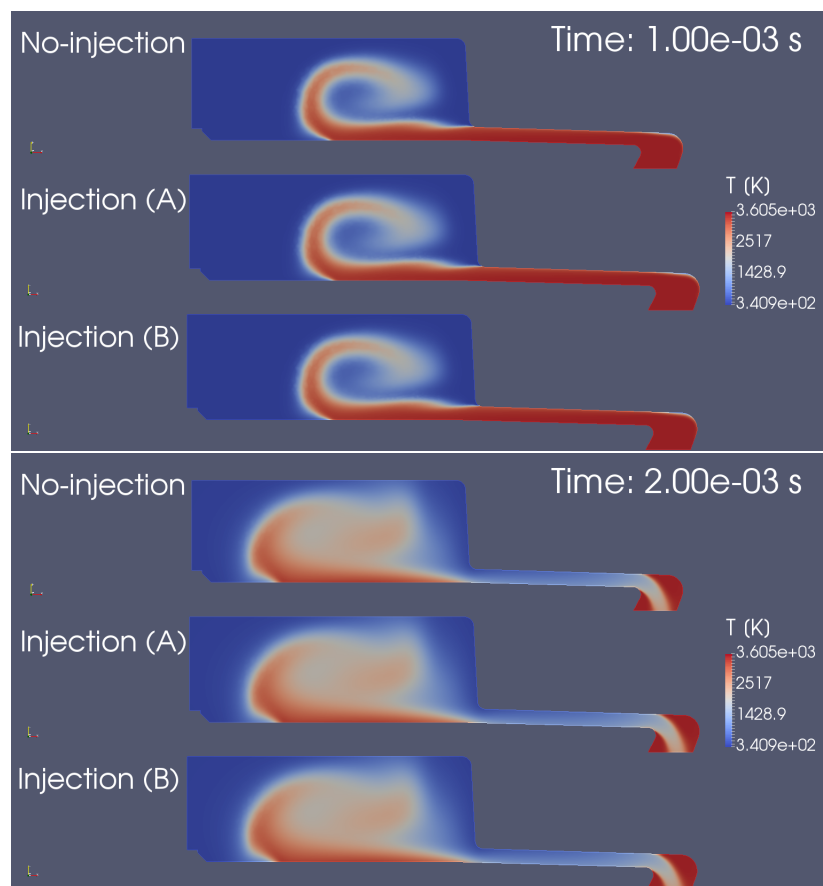 No-injection
Time: 1.00e-03 s
Injection (A)
T (K)
3.605e+03
2517
1428.9
3.409e+02
Injection (B)
No-injection
Time: 2.00e-03 s
Injection (A)
T (K)
3.605e+03
2517
1428.9
3.409e+02
Injection (B)